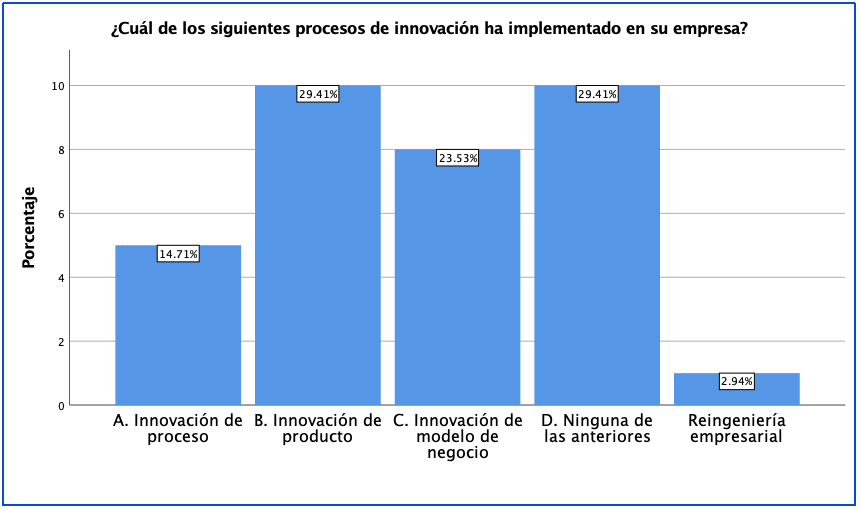 ¿Cuál de los siguientes procesos de innovación ha implementado en su empresa?
Porcentaje
10
8
6
4
2
0
14.71%
29.41%
23.53%
29.41%
2.94%
A. Innovación de
proceso
B. Innovación de
producto
C. Innovación de
modelo de
negocio
D. Ninguna de
las anteriores
Reingeniería
empresarial